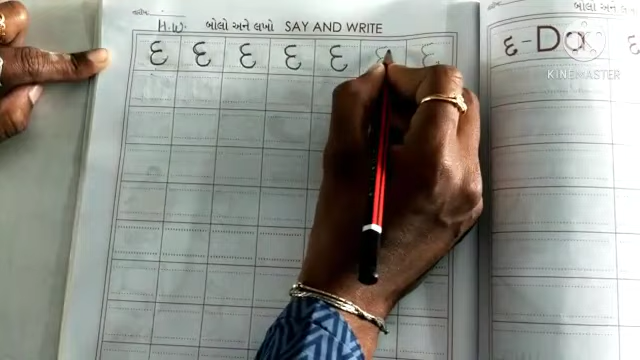 H.W: બોલો અને લખો SAY AND WRITE
દ દ દ દ દ દ દ
દ - Da
KINEMASTER